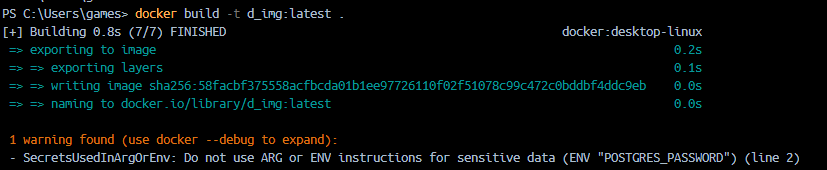 PS C:\Users\games> docker build -t d_img:latest .
[+] Building 0.8s (7/7) FINISHED docker:desktop-linux
=> exporting to image 0.2s
=> => exporting layers 0.1s
=> => writing image sha256:58facbf375558acfbcda01b1ee97726110f02f51078c99c472c0bddbf4ddc9eb 0.0s
=> => naming to docker.io/library/d_img:latest 0.0s
1 warning found (use docker --debug to expand):
- SecretsUsedInArgOrEnv: Do not use ARG or ENV instructions for sensitive data (ENV "POSTGRES_PASSWORD") (line 2)